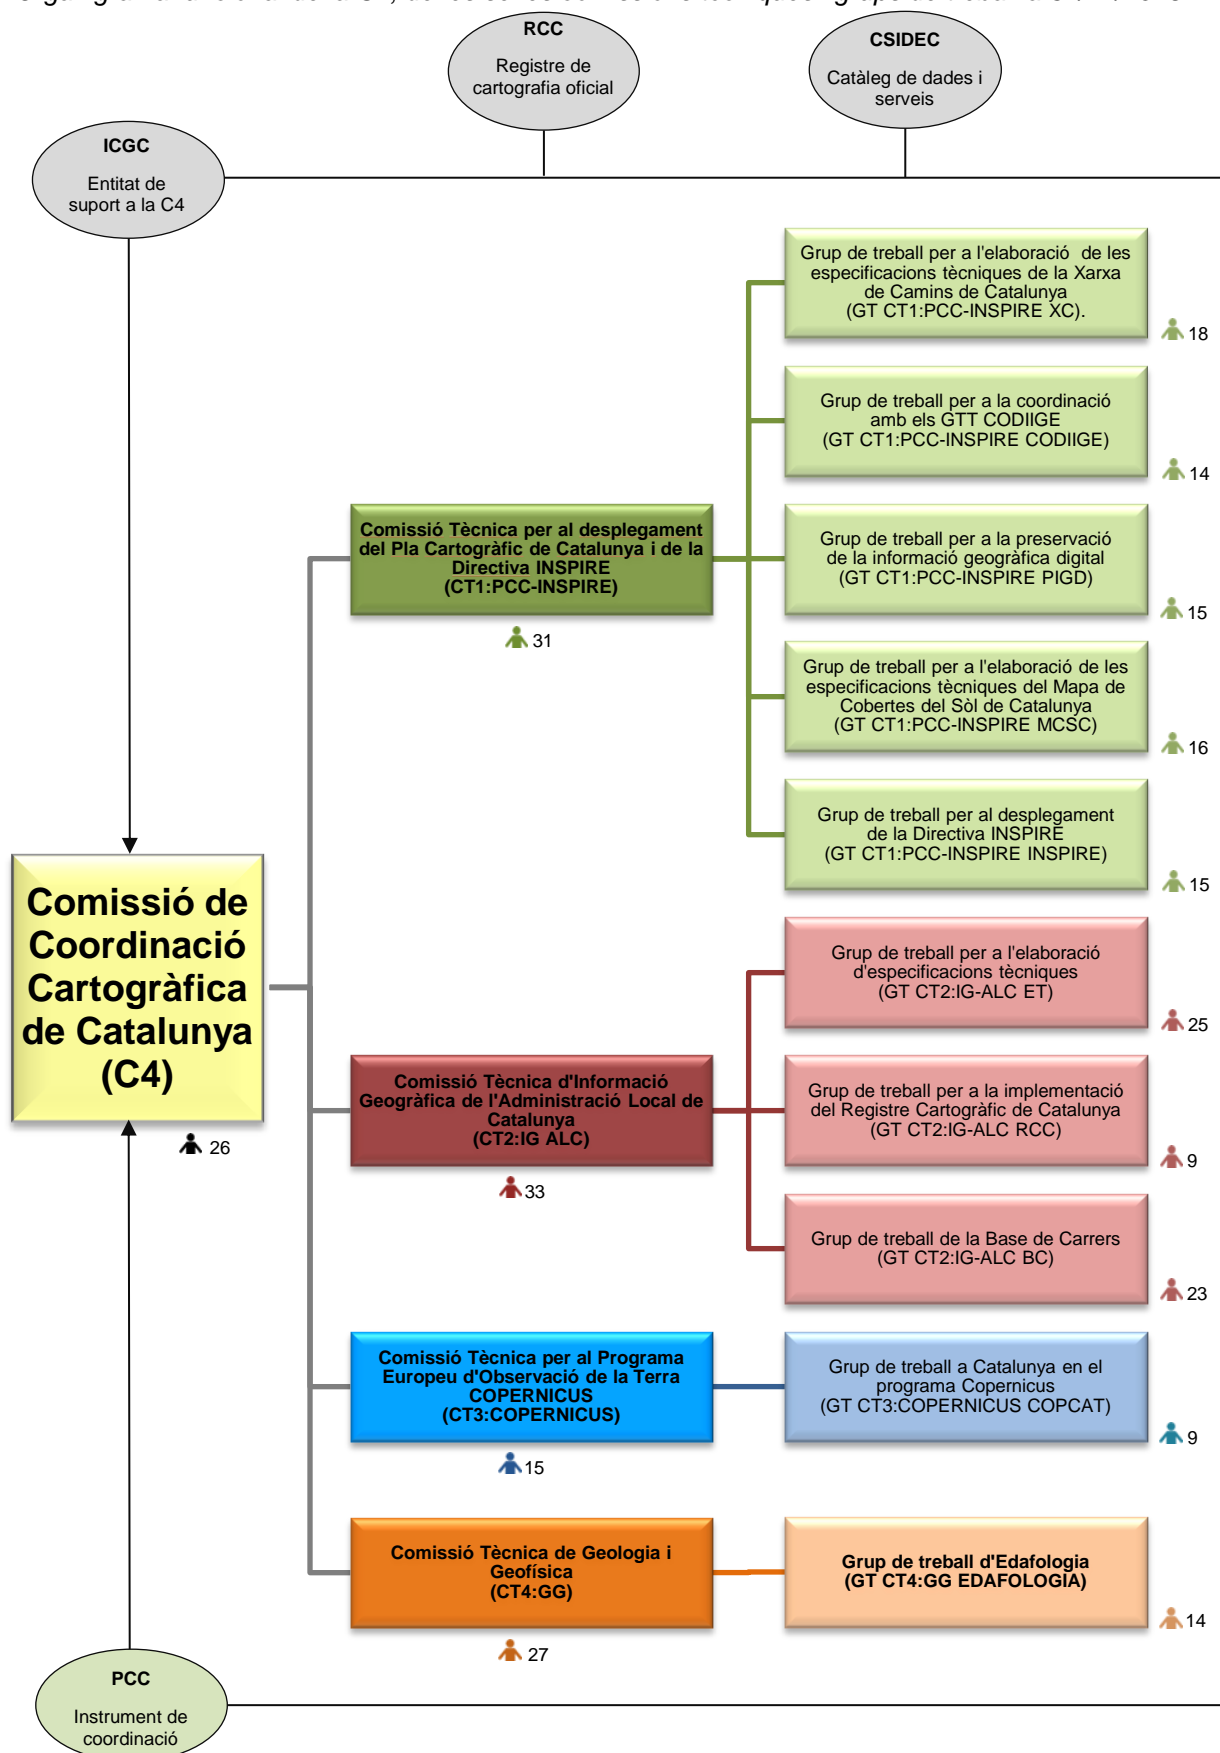 RCC
Registre de
cartografia oficial
CSIDEC
Catàleg de dades i
serveis
ICGC
Entitat de
suport a la C4
Grup de treball per a l'elaboració de les
especificacions tècniques de la Xarxa
de Camins de Catalunya
(GT CT1:PCC-INSPIRE XC).
18
Grup de treball per a la coordinació
amb els GTT CODIIGE
(GT CT1:PCC-INSPIRE CODIIGE)
14
Comissió Tècnica per al desplegament
del Pla Cartogràfic de Catalunya i de la
Directiva INSPIRE
(CT1:PCC-INSPIRE)
31
Grup de treball per a la preservació
de la informació geogràfica digital
(GT CT1:PCC-INSPIRE PIGD)
15
Grup de treball per a l'elaboració de les
especificacions tècniques del Mapa de
Cobertes del Sòl de Catalunya
(GT CT1:PCC-INSPIRE MCSC)
16
Grup de treball per al desplegament
de la Directiva INSPIRE
(GT CT1:PCC-INSPIRE INSPIRE)
15
Comissió de
Coordinació
Cartogràfica
de Catalunya
(C4)
26
Grup de treball per a l'elaboració
d'especificacions tècniques
(GT CT2:IG-ALC ET)
25
Comissió Tècnica d'Informació
Geogràfica de l'Administració Local de
Catalunya
(CT2:IG ALC)
33
Grup de treball per a la implementació
del Registre Cartogràfic de Catalunya
(GT CT2:IG-ALC RCC)
9
Grup de treball de la Base de Carrers
(GT CT2:IG-ALC BC)
23
Comissió Tècnica per al Programa
Europeu d'Observació de la Terra
COPERNICUS
(CT3:COPERNICUS)
15
Grup de treball a Catalunya en el
programa Copernicus
(GT CT3:COPERNICUS COPCAT)
9
Comissió Tècnica de Geologia i
Geofísica
(CT4:GG)
27
Grup de treball d'Edafologia
(GT CT4:GG EDAFOLOGIA)
14
PCC
Instrument de
coordinació